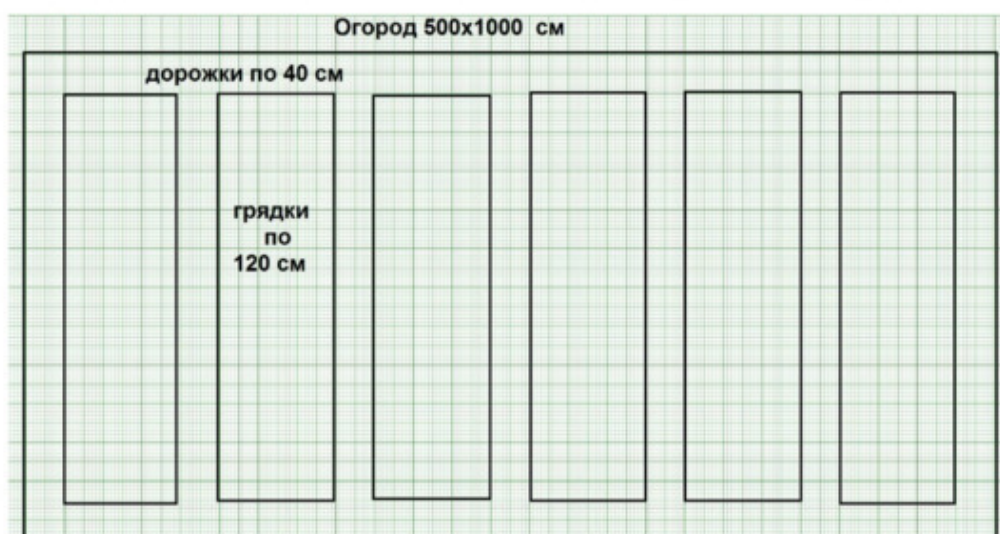 Огород 500х1000 см
дорожки по 40 см
грядки
по
120 см